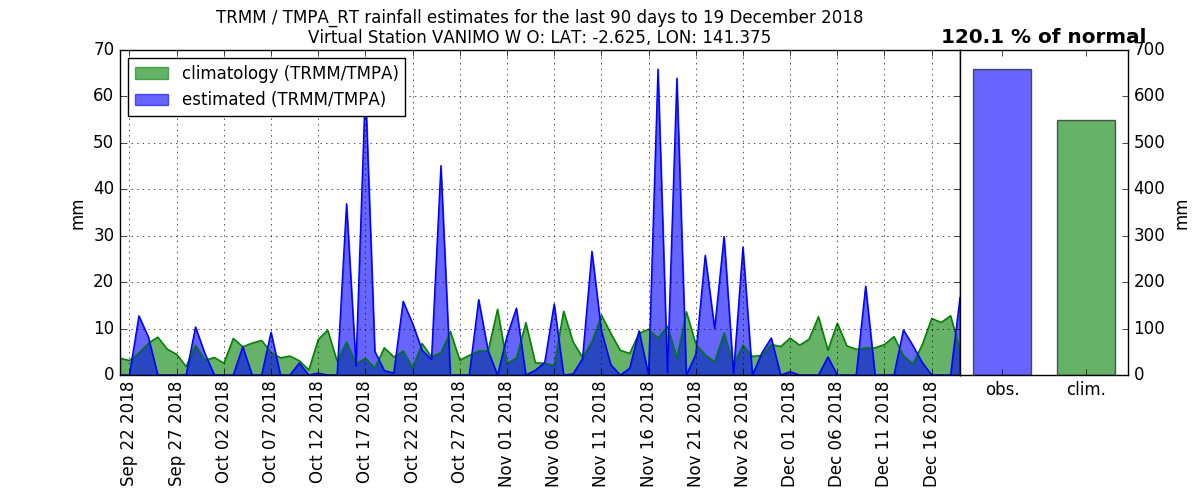 TRMM / TMPA_RT rainfall estimates for the last 90 days to 19 December 2018
Virtual Station VANIMO W O: LAT: -2.625, LON: 141.375
120.1 % of normal
climatology (TRMM/TMPA)
estimated (TRMM/TMPA)
70
60
50
40
30
20
10
0
mm
Sep 22 2018
Sep 27 2018
Oct 02 2018
Oct 07 2018
Oct 12 2018
Oct 17 2018
Oct 22 2018
Oct 27 2018
Nov 01 2018
Nov 06 2018
Nov 11 2018
Nov 16 2018
Nov 21 2018
Nov 26 2018
Dec 01 2018
Dec 06 2018
Dec 11 2018
Dec 16 2018
obs.
clim.
700
600
500
400
300
200
100
0
mm